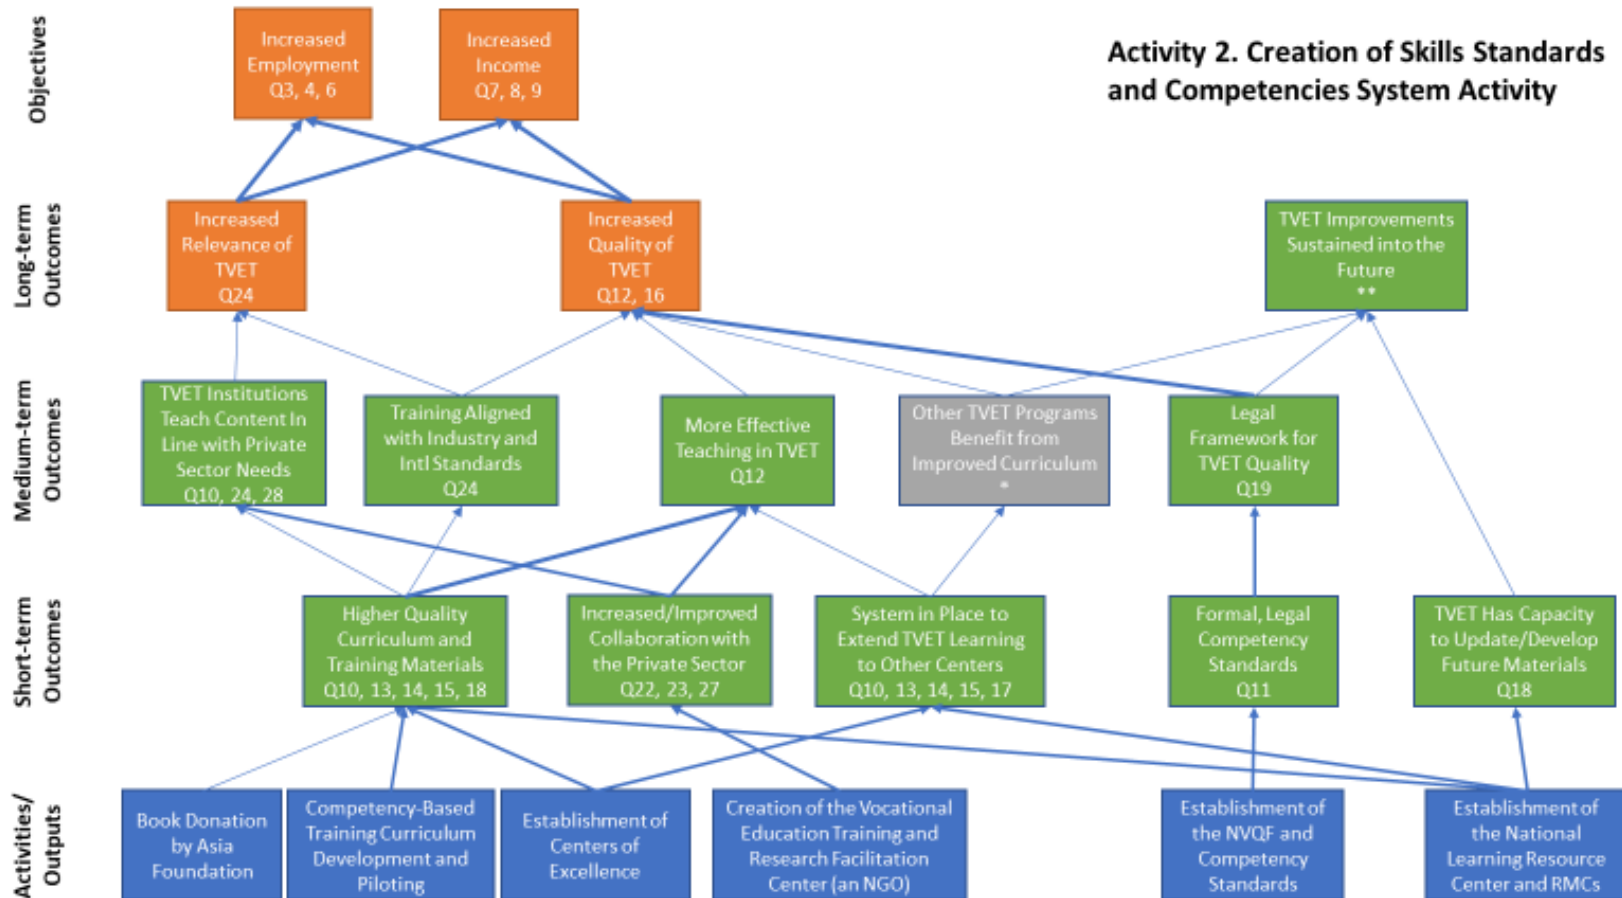 Activity 2. Creation of Skills Standards
and Competencies System Activity
Objectives
Increased
Employment
Q3, 4, 6
Increased
Income
Q7, 8, 9
Long-term
Outcomes
Increased
Relevance of
TVET
Q24
Increased
Quality of
TVET
Q12, 16
TVET Improvements
Sustained into the
Future
**
Medium-term
Outcomes
TVET Institutions
Teach Content In
Line with Private
Sector Needs
Q10, 24, 28
Training Aligned
with Industry and
Intl Standards
Q24
More Effective
Teaching in TVET
Q12
Other TVET Programs
Benefit from
Improved Curriculum
*
Legal
Framework for
TVET Quality
Q19
Short-term
Outcomes
Higher Quality
Curriculum and
Training Materials
Q10, 13, 14, 15, 18
Increased/Improved
Collaboration with
the Private Sector
Q22, 23, 27
System in Place to
Extend TVET Learning
to Other Centers
Q10, 13, 14, 15, 17
Formal, Legal
Competency
Standards
Q11
TVET Has Capacity
to Update/Develop
Future Materials
Q18
Activities/
Outputs
Book Donation
by Asia
Foundation
Competency-Based
Training Curriculum
Development and
Piloting
Establishment of
Centers of
Excellence
Creation of the Vocational
Education Training and
Research Facilitation
Center (an NGO)
Establishment of
the NVQF and
Competency
Standards
Establishment of
the National
Learning Resource
Center and RMCs